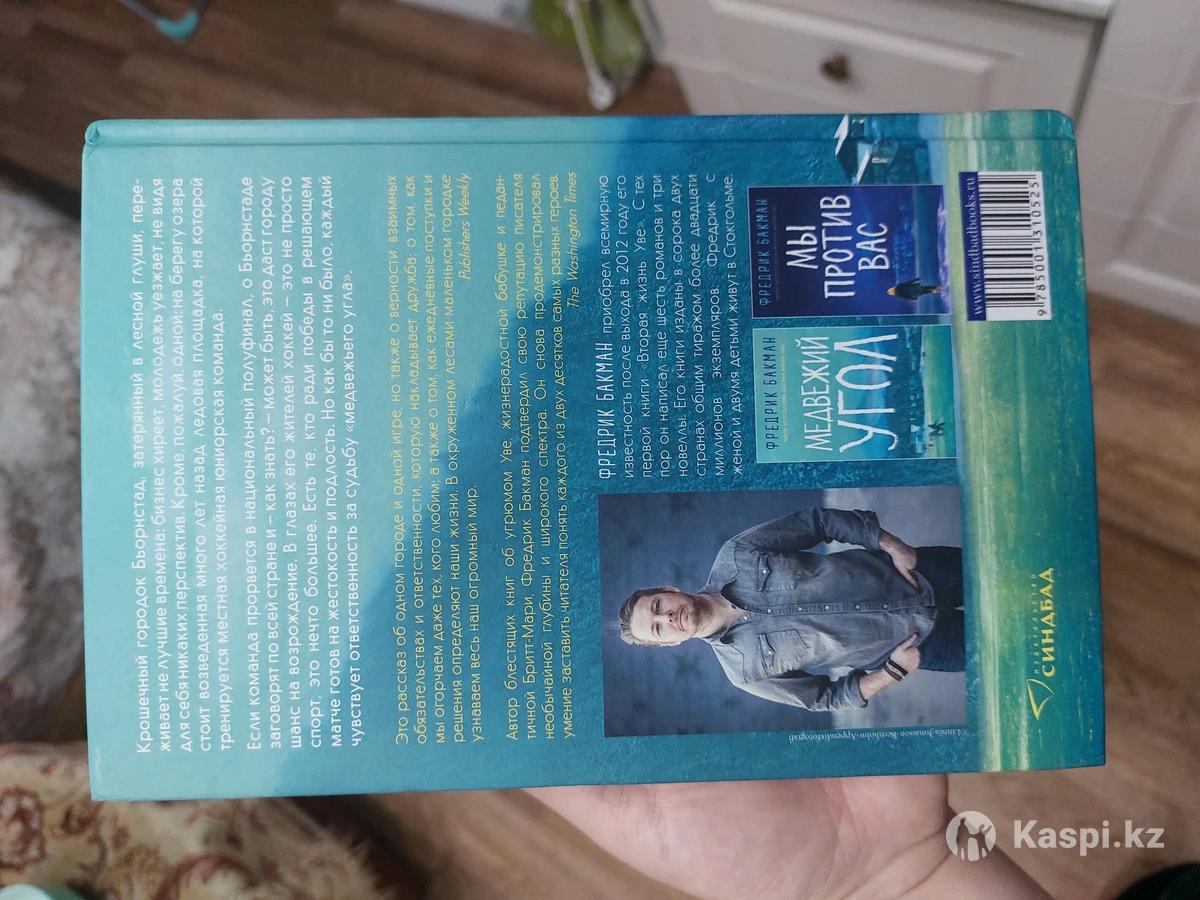 Крошечный городок Бьорнстад, затерянный в лесной глуши, пере-
живает не лучшие времена: бизнес хиреет, молодежь уезжает, не видя
для себя никаких перспектив. Кроме, пожалуй, одной: на берегу озера
стоит возведенная много лет назад ледовая площадка, на которой
тренируется местная хоккейная юниорская команда.
Если команда прорвется в национальный полуфинал, о Бьорнстаде
заговорят по всей стране и – как знать? – может быть, это даст городу
шанс на возрождение. В глазах его жителей хоккей – это не просто
спорт, это нечто большее. Есть те, кто ради победы в решающем
матче готов на жестокость и подлость. Но как бы то ни было, каждый
чувствует ответственность за судьбу «медвежьего угла».
Это рассказ об одном городе и одной игре, но также о верности, взаимных
обязательствах и ответственности, которую накладывает дружба; о том, как
мы огорчаем даже тех, кого любим; а также о том, как ежедневные поступки и
решения определяют наши жизни. В окруженном лесами маленьком городке
узнаваем весь наш огромный мир.
Publishers Weekly
Автор блестящих книг об угрюмом Уве, жизнерадостной бабушке и педан-
тичной Бритт-Мари, Фредрик Бакман подтвердил свою репутацию писателя
необычайной глубины и широкого спектра. Он снова продемонстрировал
умение заставить читателя понять каждого из двух десятков самых разных героев.
The Washington Times
ФРЕДРИК БАКМАН приобрел всемирную
известность после выхода в 2012 году его
первой книги «Вторая жизнь Уве». С тех
пор он написал еще шесть романов и три
новеллы. Его книги изданы в сорока двух
странах общим тиражом более двадцати
миллионов экземпляров. Фредрик с
женой и двумя детьми живут в Стокгольме.
©Linnéa-Jonasson-Bernholm-Appendixfotograf
ФРЕДРИК БАКМАН
МЕДВЕЖИЙ
УГОЛ
ФРЕДРИК БАКМАН
МЫ
ПРОТИВ
ВАС
ИЗДАТЕЛЬСТВО
СИНДБАД
www.sindbadbooks.ru
9 785001 310525
Kaspi.kz